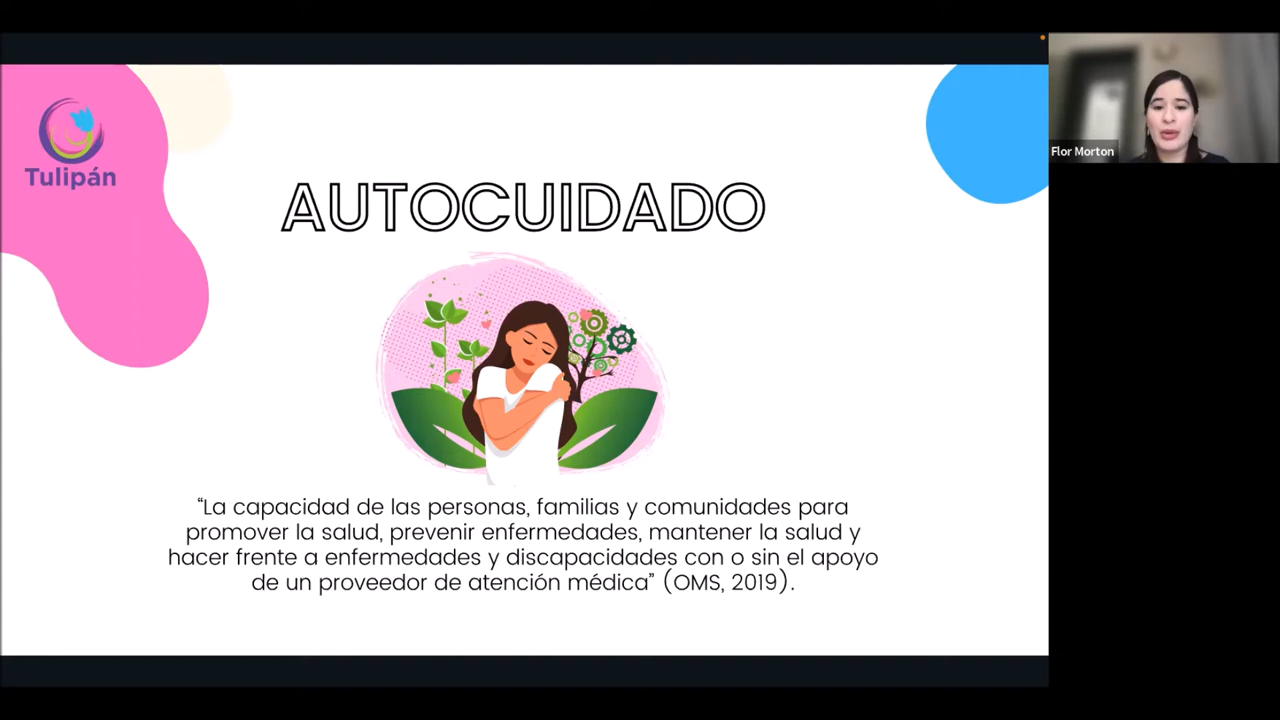 Tulipán
AUTOCUIDADO
“La capacidad de las personas, familias y comunidades para
promover la salud, prevenir enfermedades, mantener la salud y
hacer frente a enfermedades y discapacidades con o sin el apoyo
de un proveedor de atención médica” (OMS, 2019).
Flor Morton